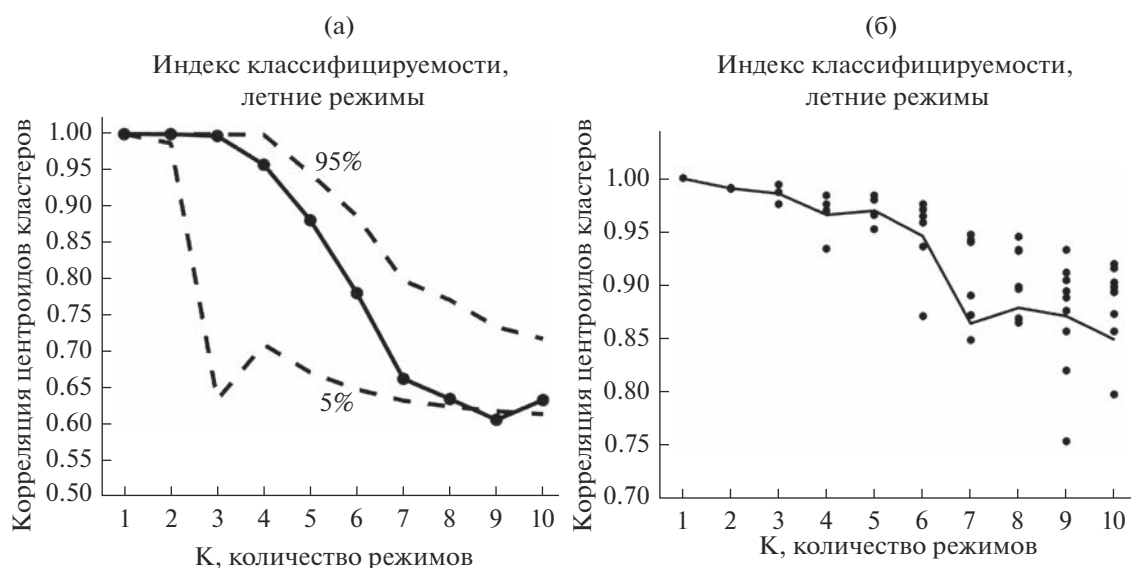 (а)
Индекс классифицируемости,
летние режимы
Корреляция центроидов кластеров
1.00
0.95
0.90
0.85
0.80
0.75
0.70
0.65
0.60
0.55
0.50
95%
5%
1 2 3 4 5 6 7 8 9 10
K, количество режимов
(б)
Индекс классифицируемости,
летние режимы
Корреляция центроидов кластеров
1.00
0.95
0.90
0.85
0.80
0.75
0.70
1 2 3 4 5 6 7 8 9 10
K, количество режимов